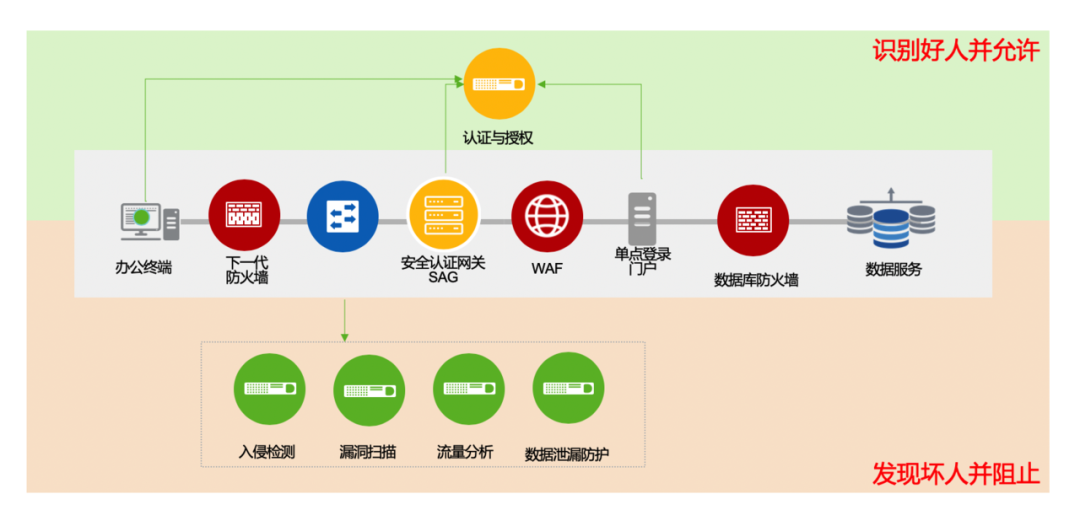 识别好人并允许
认证与授权
办公终端
下一代
防火墙
安全认证网关
SAG
WAF
单点登录
门户
数据库防火墙
数据服务
入侵检测
漏洞扫描
流量分析
数据泄漏防护
发现坏人并阻止